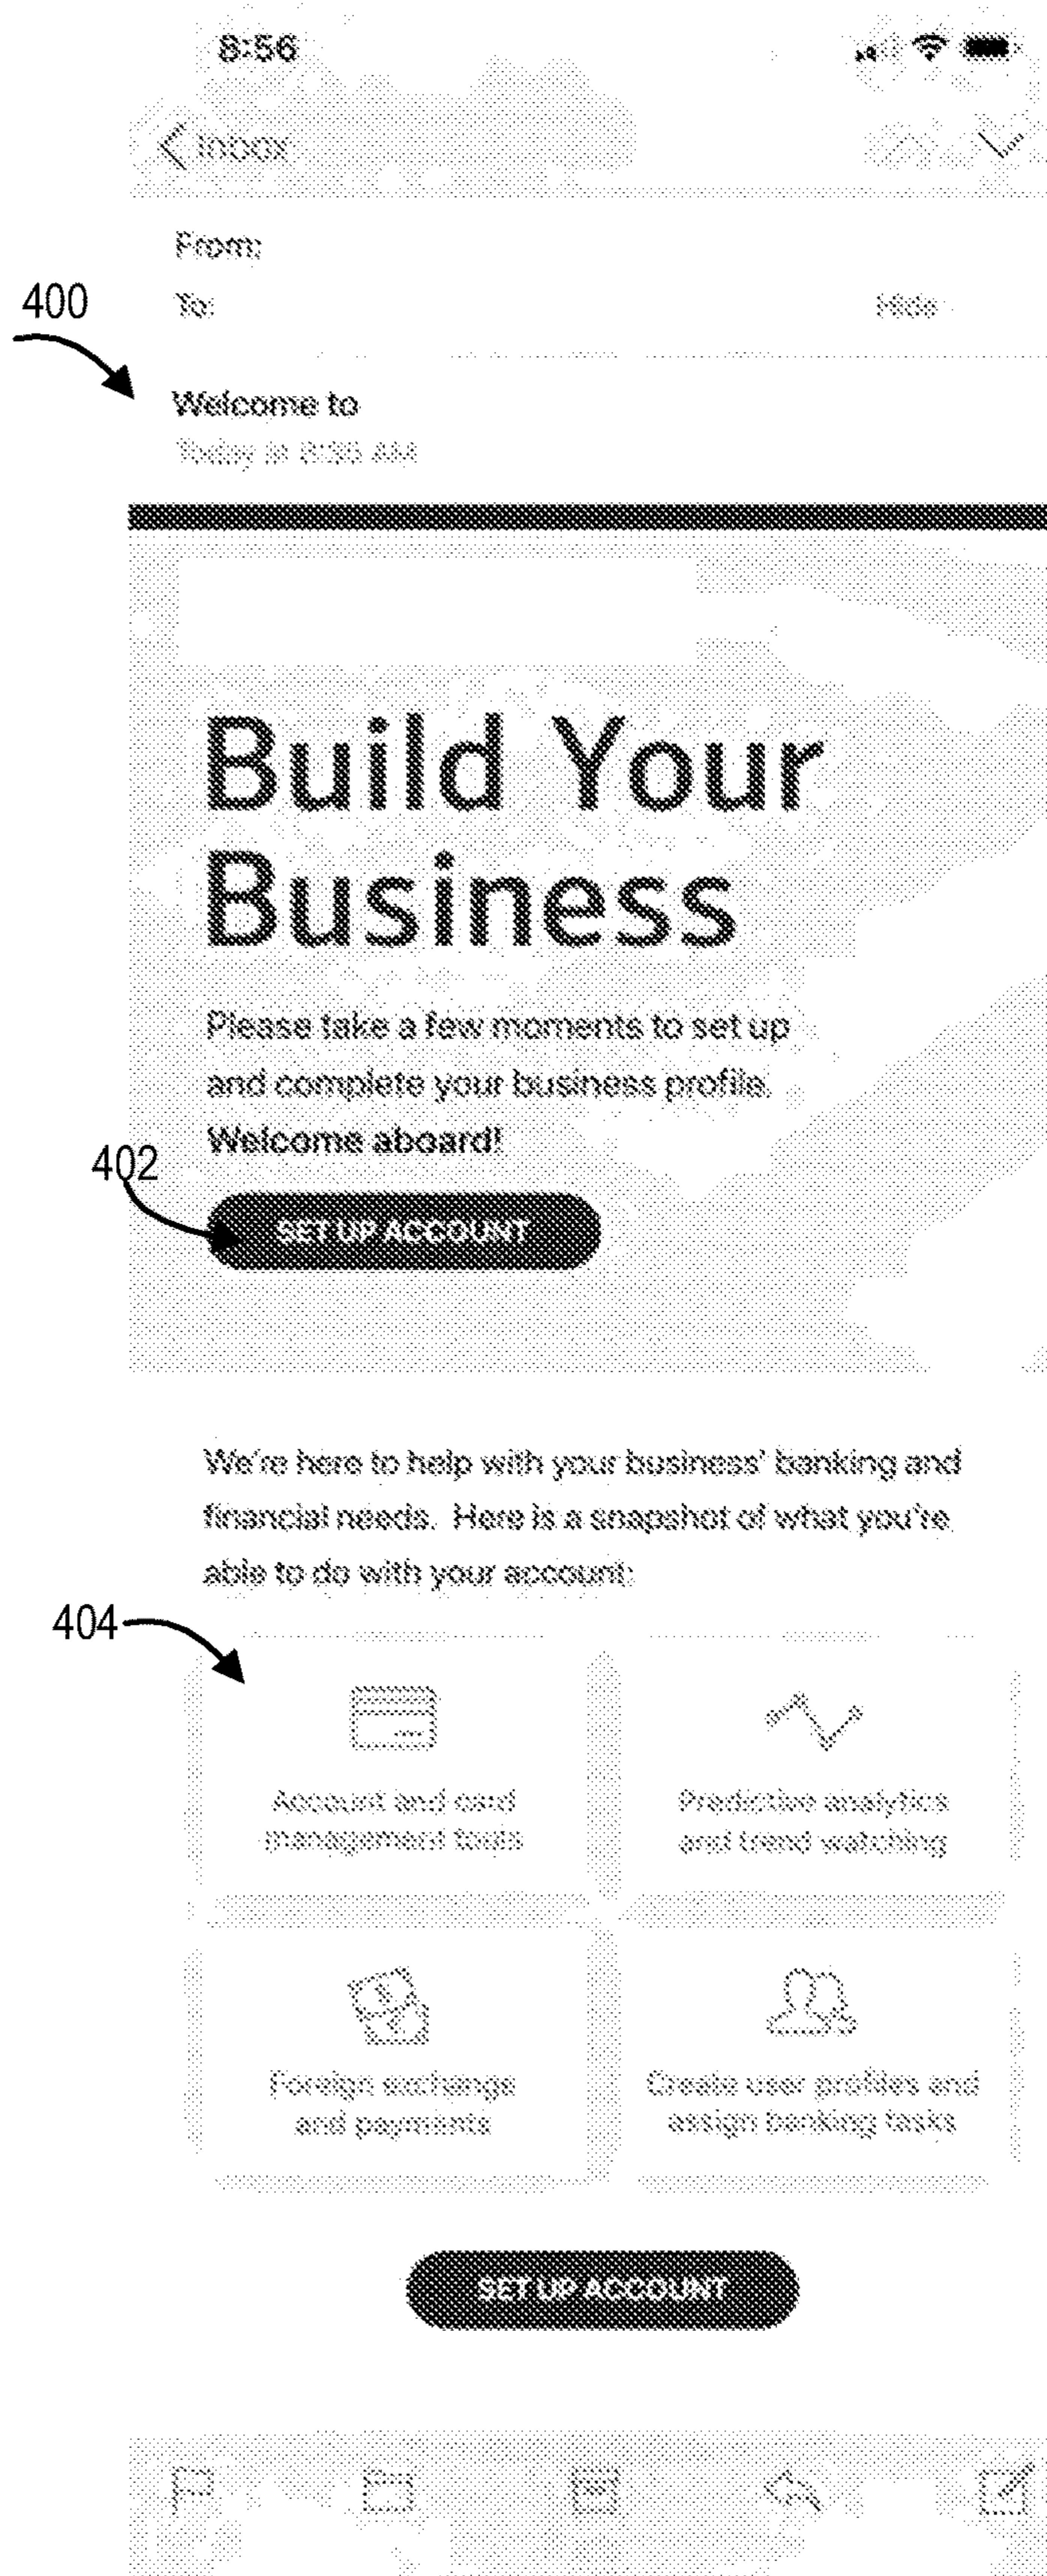 8:56
Inbox
From:
400
To:
Hide
Welcome to
Today at AM
Build Your
Business
Please take a few moments to set up
and complete your business profile.
Welcome aboard!
402
SET UP ACCOUNT
We're here to help with your business' banking and
financial needs. Here is a snapshot of what you're
able to do with your account:
404
Account and card
management tools
Predictive analytics
and trend watching
Foreign exchange
and payments
Create user profiles and
assign banking tasks
SET UP ACCOUNT